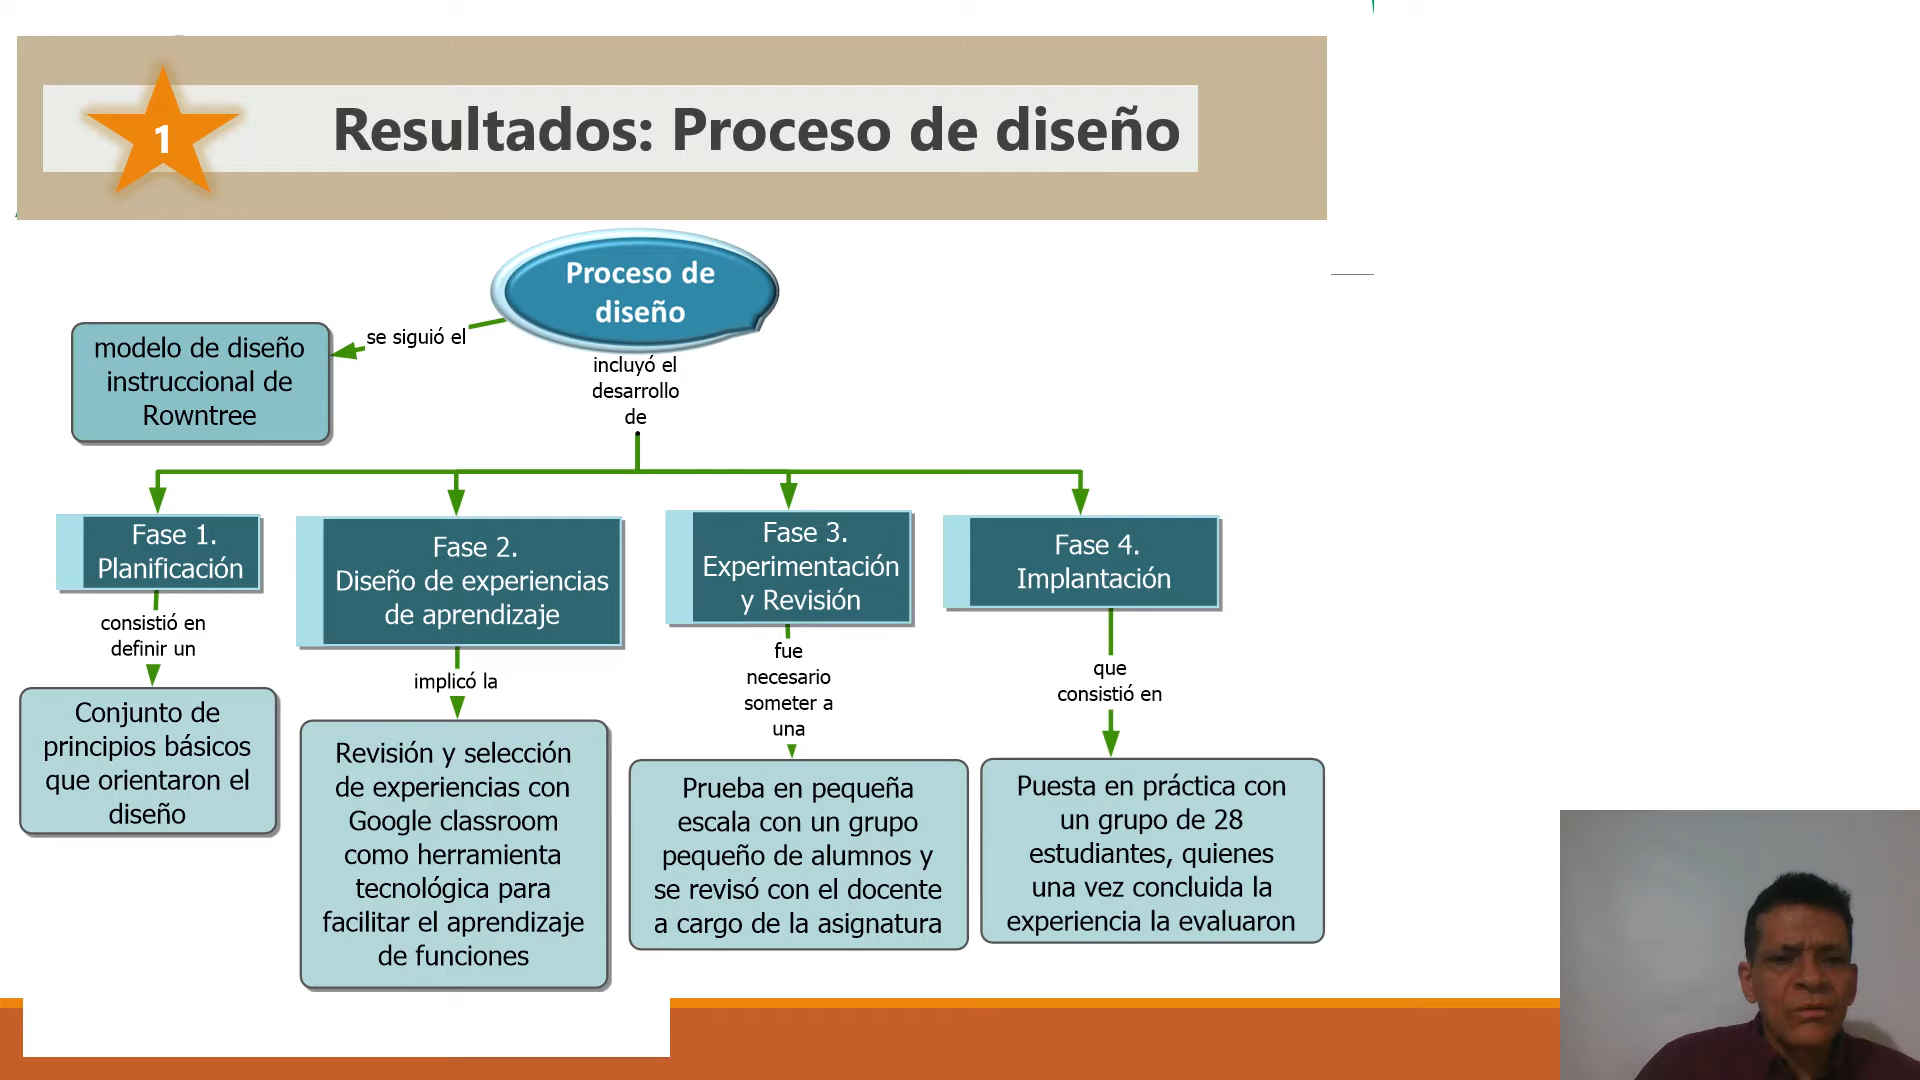 1
Resultados: Proceso de diseño
Proceso de
diseño
se siguió el
modelo de diseño
instruccional de
Rowntree
incluyó el
desarrollo
de
Fase 1.
Planificación
consistió en
definir un
Conjunto de
principios básicos
que orientaron el
diseño
Fase 2.
Diseño de experiencias
de aprendizaje
implicó la
Revisión y selección
de experiencias con
Google classroom
como herramienta
tecnológica para
facilitar el aprendizaje
de funciones
Fase 3.
Experimentación
y Revisión
fue
necesario
someter a
una
Prueba en pequeña
escala con un grupo
pequeño de alumnos y
se revisó con el docente
a cargo de la asignatura
Fase 4.
Implantación
que
consistió en
Puesta en práctica con
un grupo de 28
estudiantes, quienes
una vez concluida la
experiencia la evaluaron